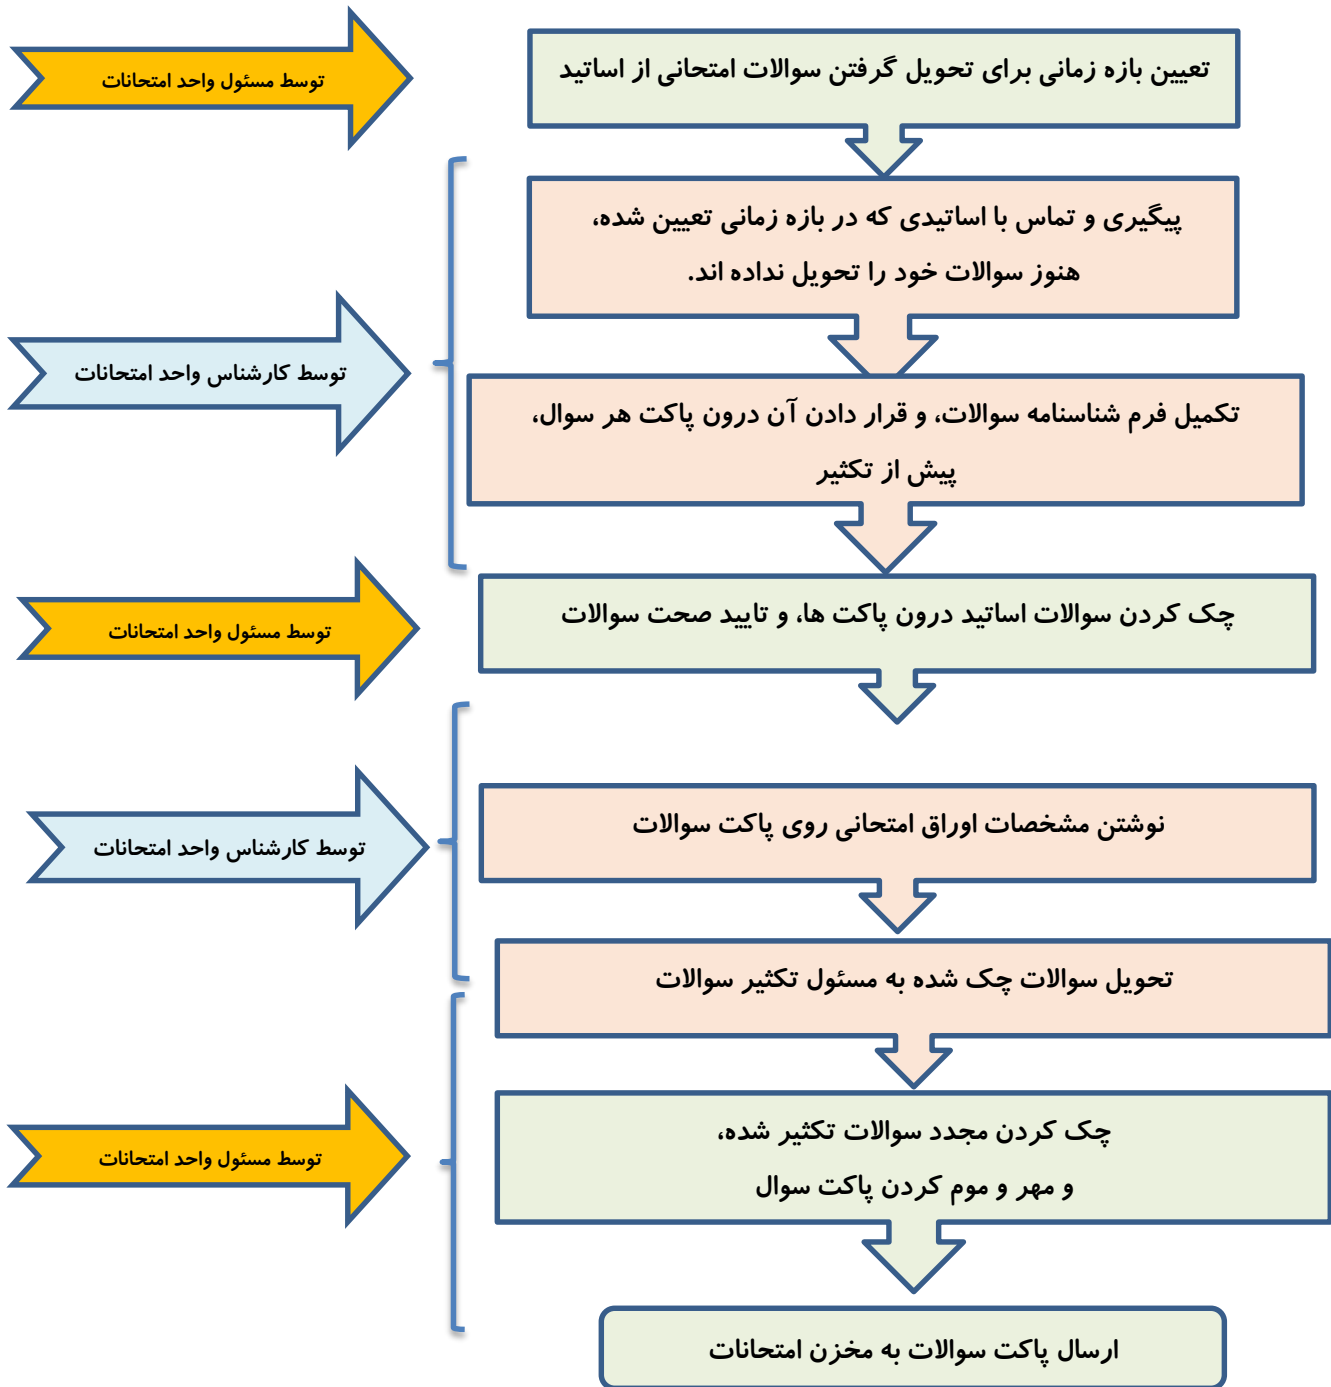 تعیین بازه زمانی برای تحویل گرفتن سوالات امتحانی از اساتید
توسط مسئول واحد امتحانات
پیگیری و تماس با اساتیدی که در بازه زمانی تعیین شده،
هنوز سوالات خود را تحویل نداده اند.
توسط کارشناس واحد امتحانات
تکمیل فرم شناسنامه سوالات، و قرار دادن آن درون پاکت هر سوال،
پیش از تکثیر
چک کردن سوالات اساتید درون پاکت ها، و تایید صحت سوالات
توسط مسئول واحد امتحانات
نوشتن مشخصات اوراق امتحانی روی پاکت سوالات
توسط کارشناس واحد امتحانات
تحویل سوالات چک شده به مسئول تکثیر سوالات
چک کردن مجدد سوالات تکثیر شده،
و مهر و موم کردن پاکت سوال
توسط مسئول واحد امتحانات
ارسال پاکت سوالات به مخزن امتحانات